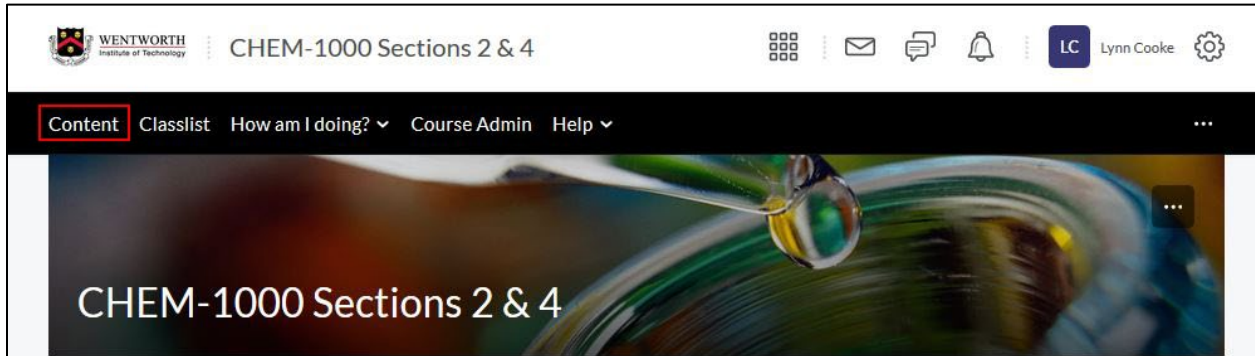 WENTWORTH
Institute of Technology
CHEM-1000 Sections 2 & 4
LC
Lynn Cooke
Content Classlist How am I doing? Course Admin Help
CHEM-1000 Sections 2 & 4